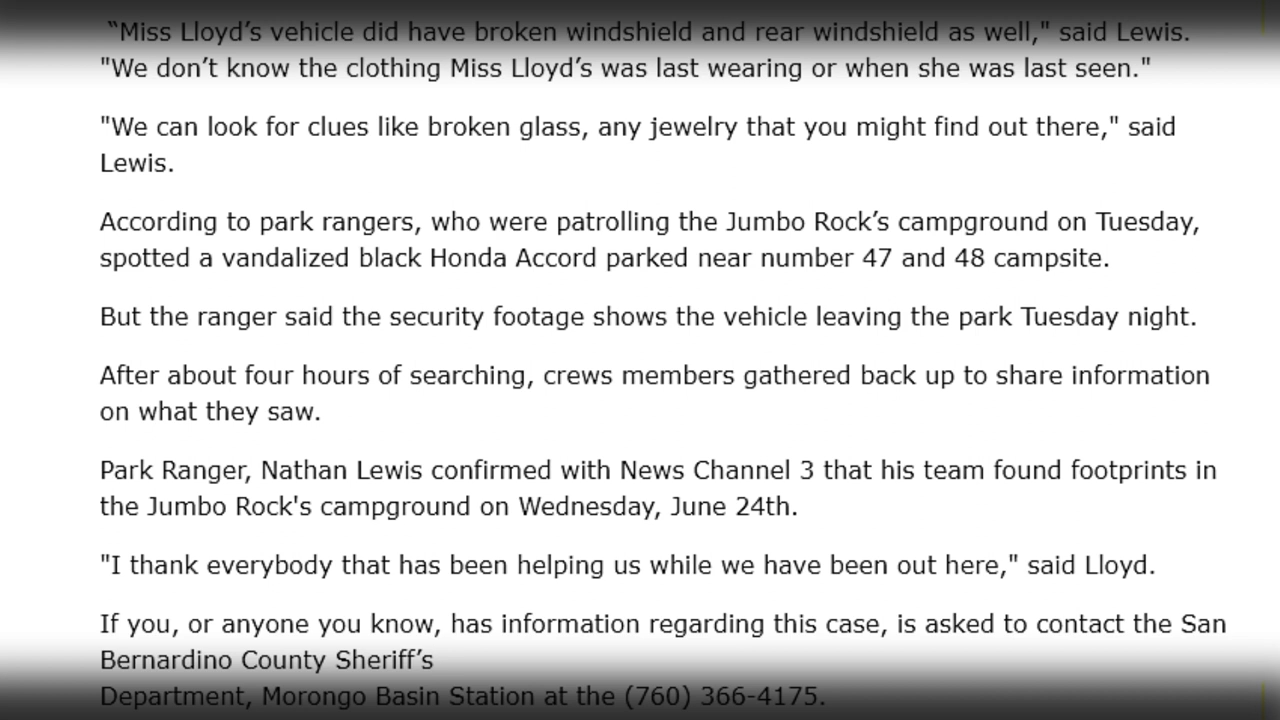 “Miss Lloyd’s vehicle did have broken windshield and rear windshield as well," said Lewis.
"We don’t know the clothing Miss Lloyd’s was last wearing or when she was last seen."
"We can look for clues like broken glass, any jewelry that you might find out there," said
Lewis.
According to park rangers, who were patrolling the Jumbo Rock’s campground on Tuesday,
spotted a vandalized black Honda Accord parked near number 47 and 48 campsite.
But the ranger said the security footage shows the vehicle leaving the park Tuesday night.
After about four hours of searching, crews members gathered back up to share information
on what they saw.
Park Ranger, Nathan Lewis confirmed with News Channel 3 that his team found footprints in
the Jumbo Rock's campground on Wednesday, June 24th.
"I thank everybody that has been helping us while we have been out here," said Lloyd.
If you, or anyone you know, has information regarding this case, is asked to contact the San
Bernardino County Sheriff’s
Department, Morongo Basin Station at the (760) 366-4175.